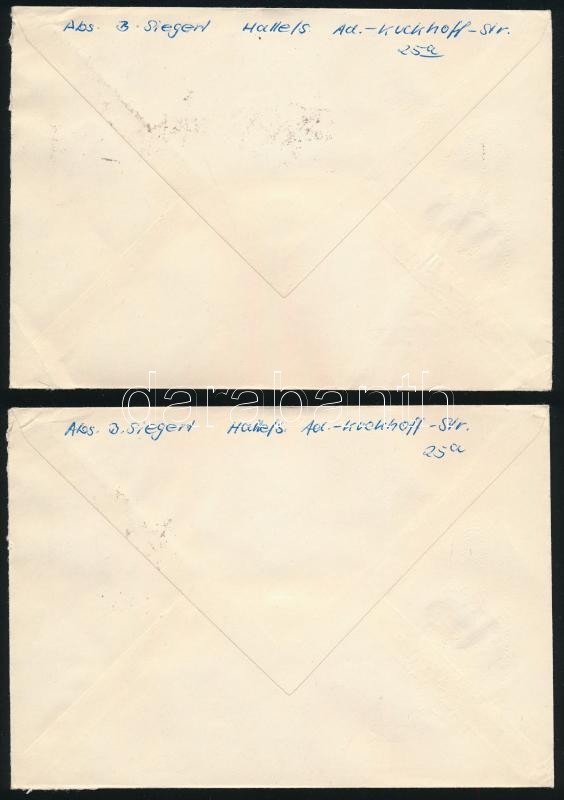 Abs. B. Siegert Halle/S. Ad.-Kuckhoff-Str.
25a
darabanth
Abs. B. Siegert Halle/S. Ad.-Kuckhoff-Str.
25a